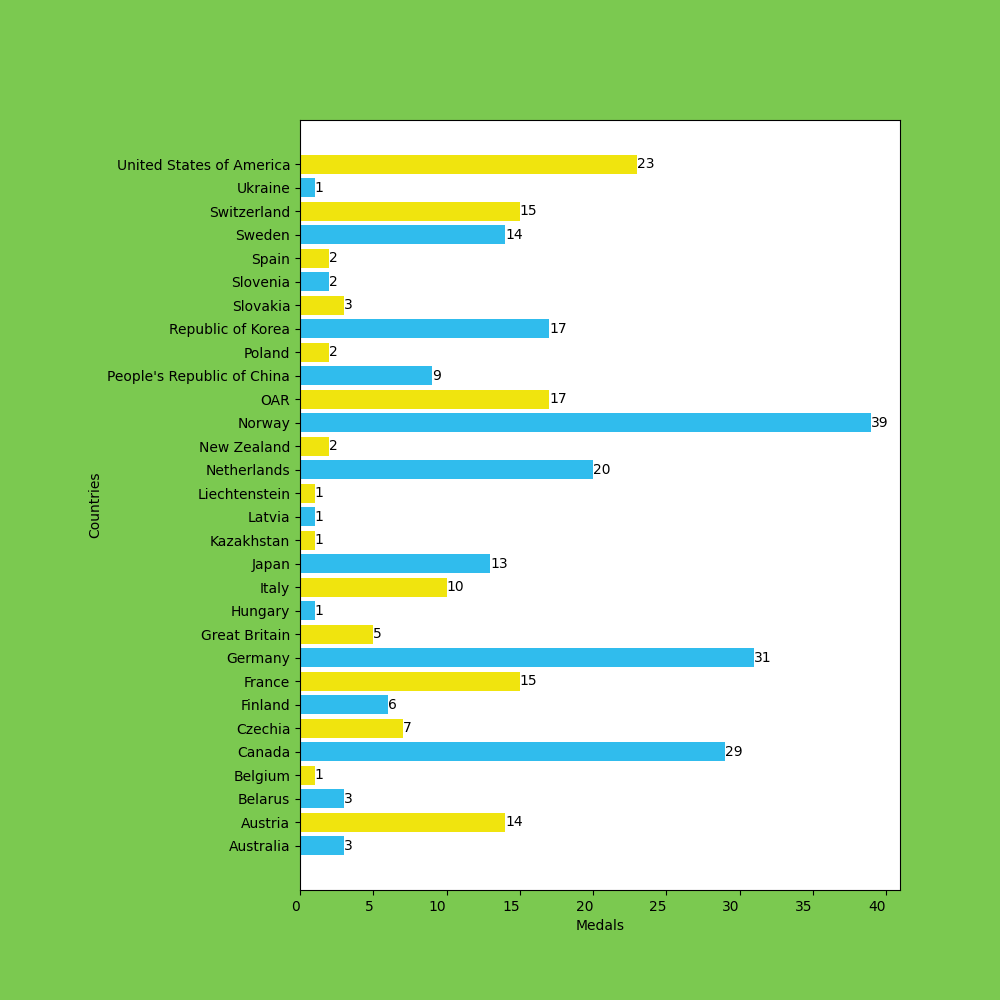 United States of America 23
Ukraine 1
Switzerland 15
Sweden 14
Spain 2
Slovenia 2
Slovakia 3
Republic of Korea 17
Poland 2
People's Republic of China 9
OAR 17
Norway 39
New Zealand 2
Netherlands 20
Liechtenstein 1
Latvia 1
Kazakhstan 1
Japan 13
Italy 10
Hungary 1
Great Britain 5
Germany 31
France 15
Finland 6
Czechia 7
Canada 29
Belgium 1
Belarus 3
Austria 14
Australia 3
Countries
0 5 10 15 20 25 30 35 40
Medals